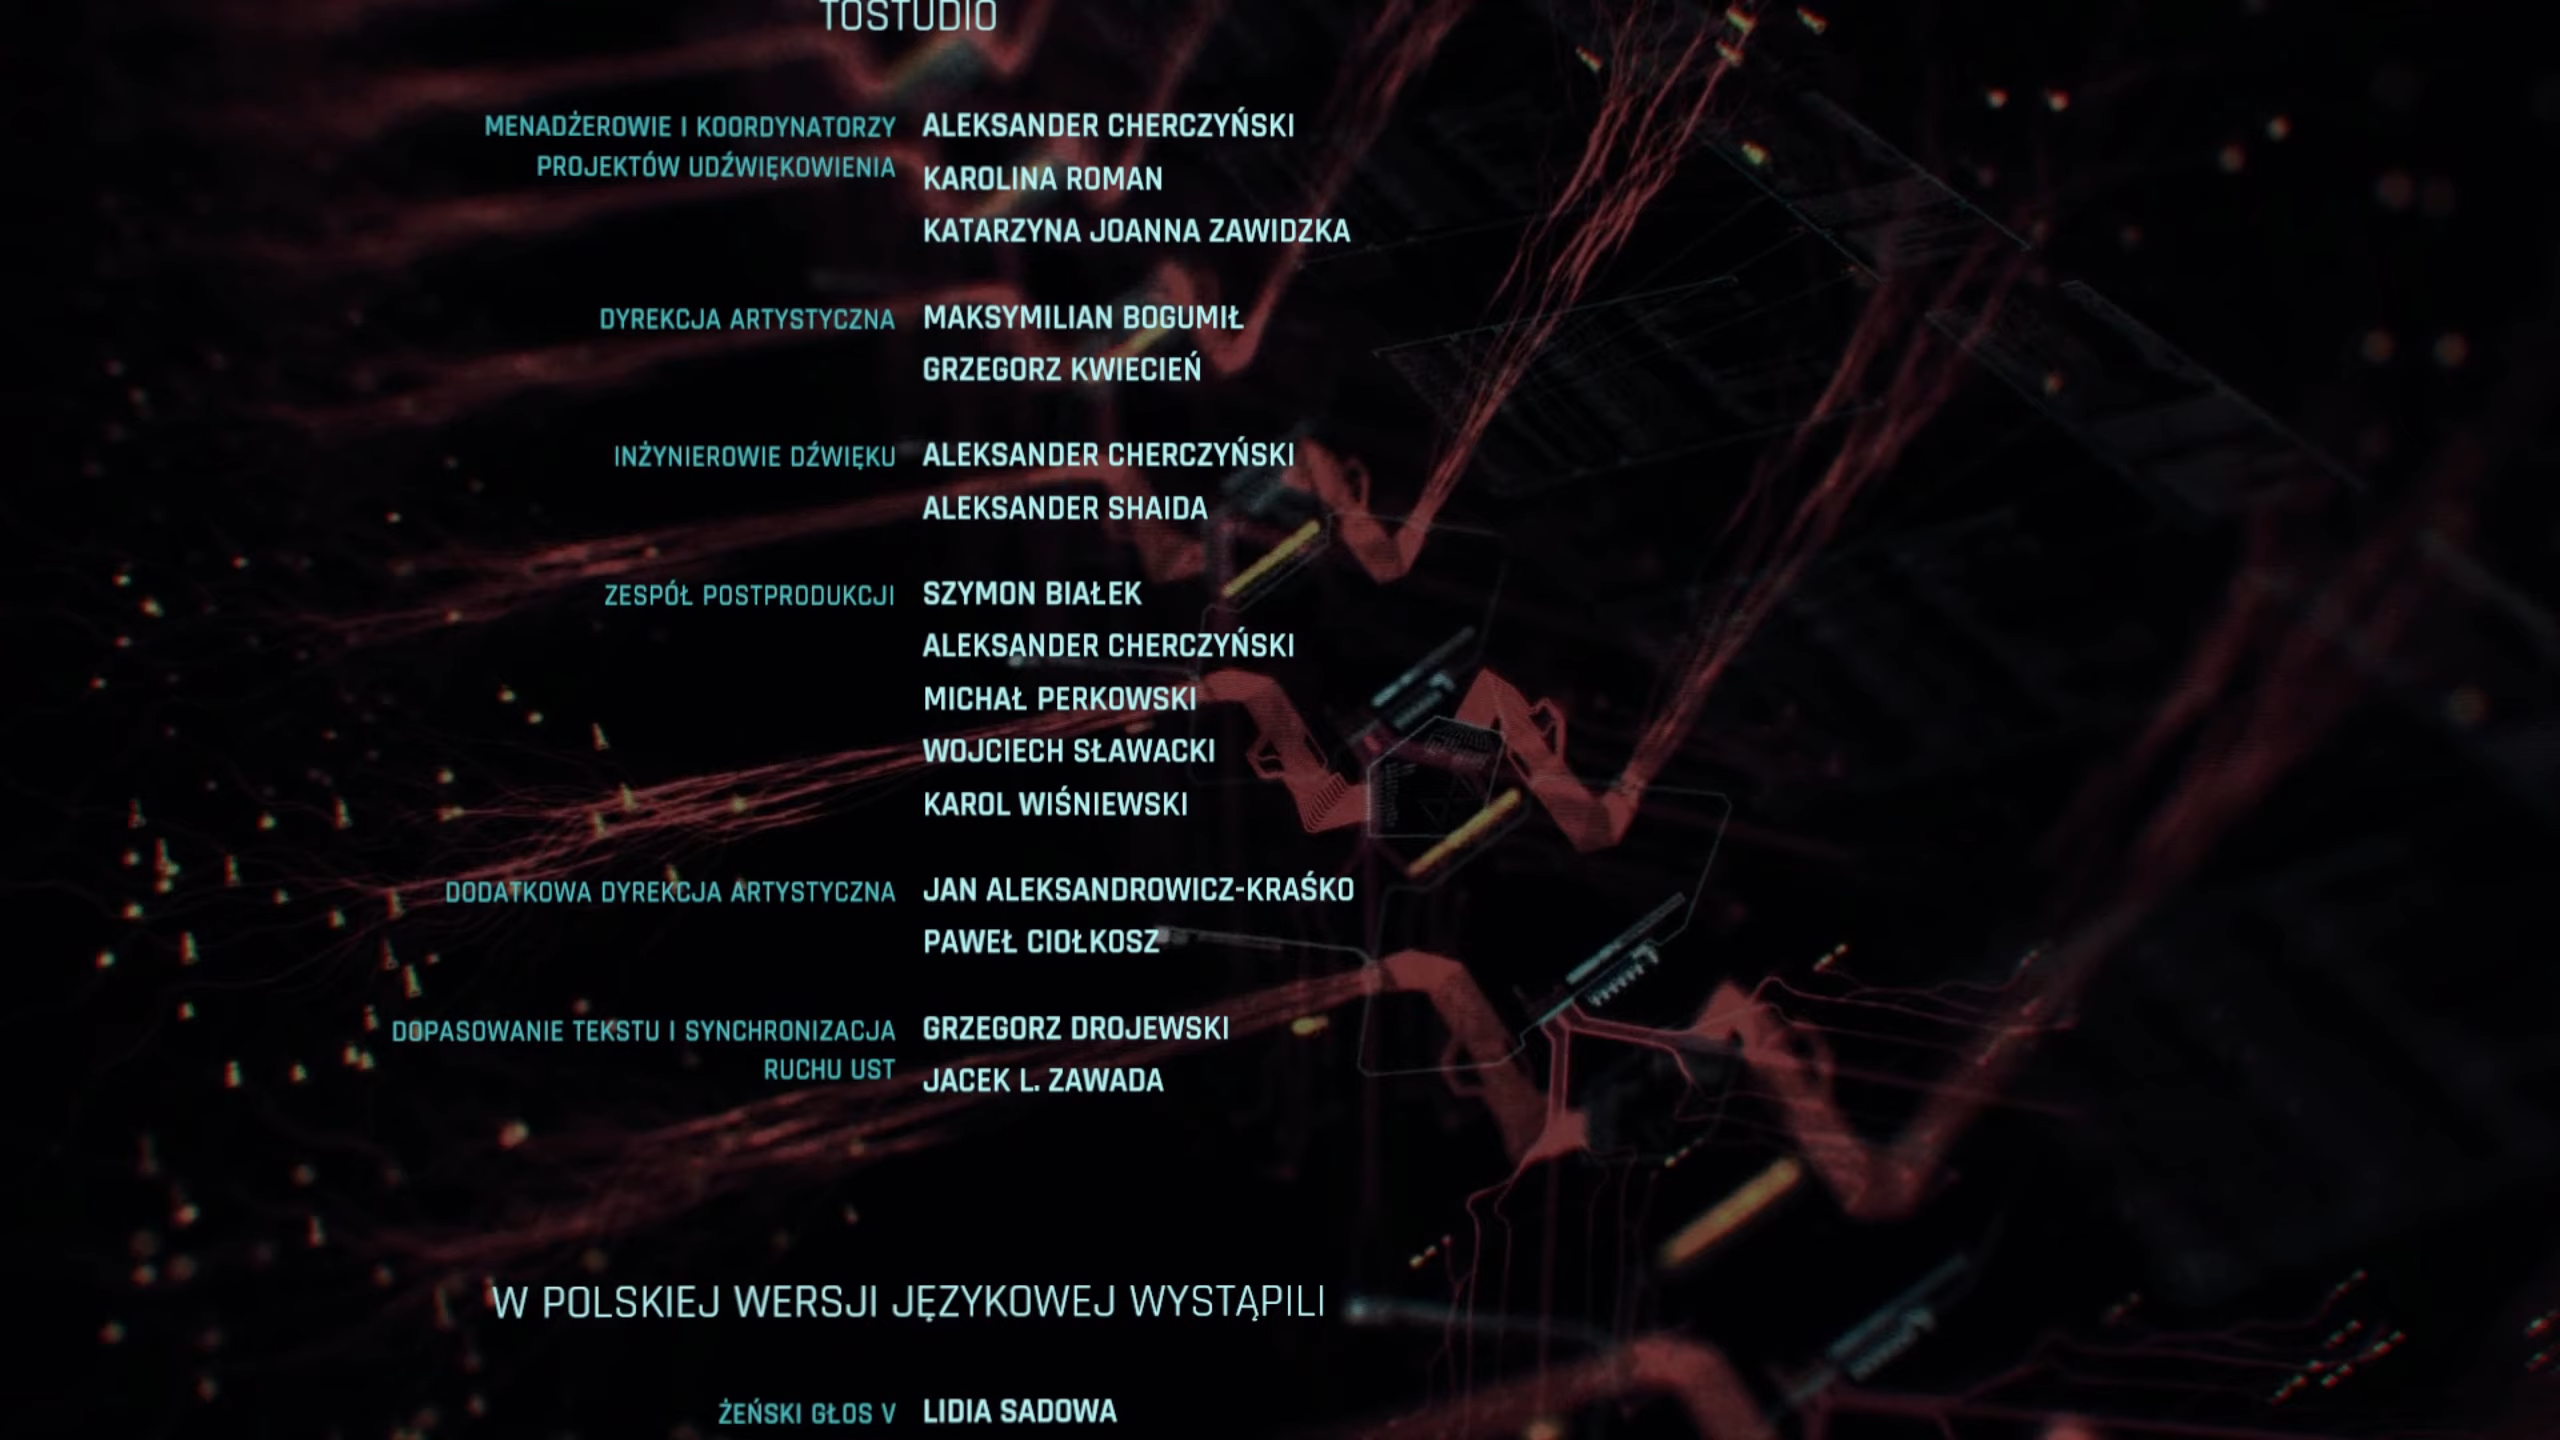 TOSTUDIO
MENADŻEROWIE I KOORDYNATORZY PROJEKTÓW UDŹWIĘKOWIENIA
ALEKSANDER CHERCZYŃSKI
KAROLINA ROMAN
KATARZYNA JOANNA ZAWIDZKA
DYREKCJA ARTYSTYCZNA
MAKSYMILIAN BOGUMIŁ
GRZEGORZ KWIECIEŃ
INŻYNIEROWIE DŹWIĘKU
ALEKSANDER CHERCZYŃSKI
ALEKSANDER SHAIDA
ZESPÓŁ POSTPRODUKCJI
SZYMON BIAŁEK
ALEKSANDER CHERCZYŃSKI
MICHAŁ PERKOWSKI
WOJCIECH SŁAWACKI
KAROL WIŚNIEWSKI
DODATKOWA DYREKCJA ARTYSTYCZNA
JAN ALEKSANDROWICZ-KRAŚKO
PAWEŁ CIOŁKOSZ
DOPASOWANIE TEKSTU I SYNCHRONIZACJA
RUCHU UST
GRZEGORZ DROJEWSKI
JACEK L. ZAWADA
W POLSKIEJ WERSJI JĘZYKOWEJ WYSTĄPILI
ŻEŃSKI GŁOS V
LIDIA SADOWA